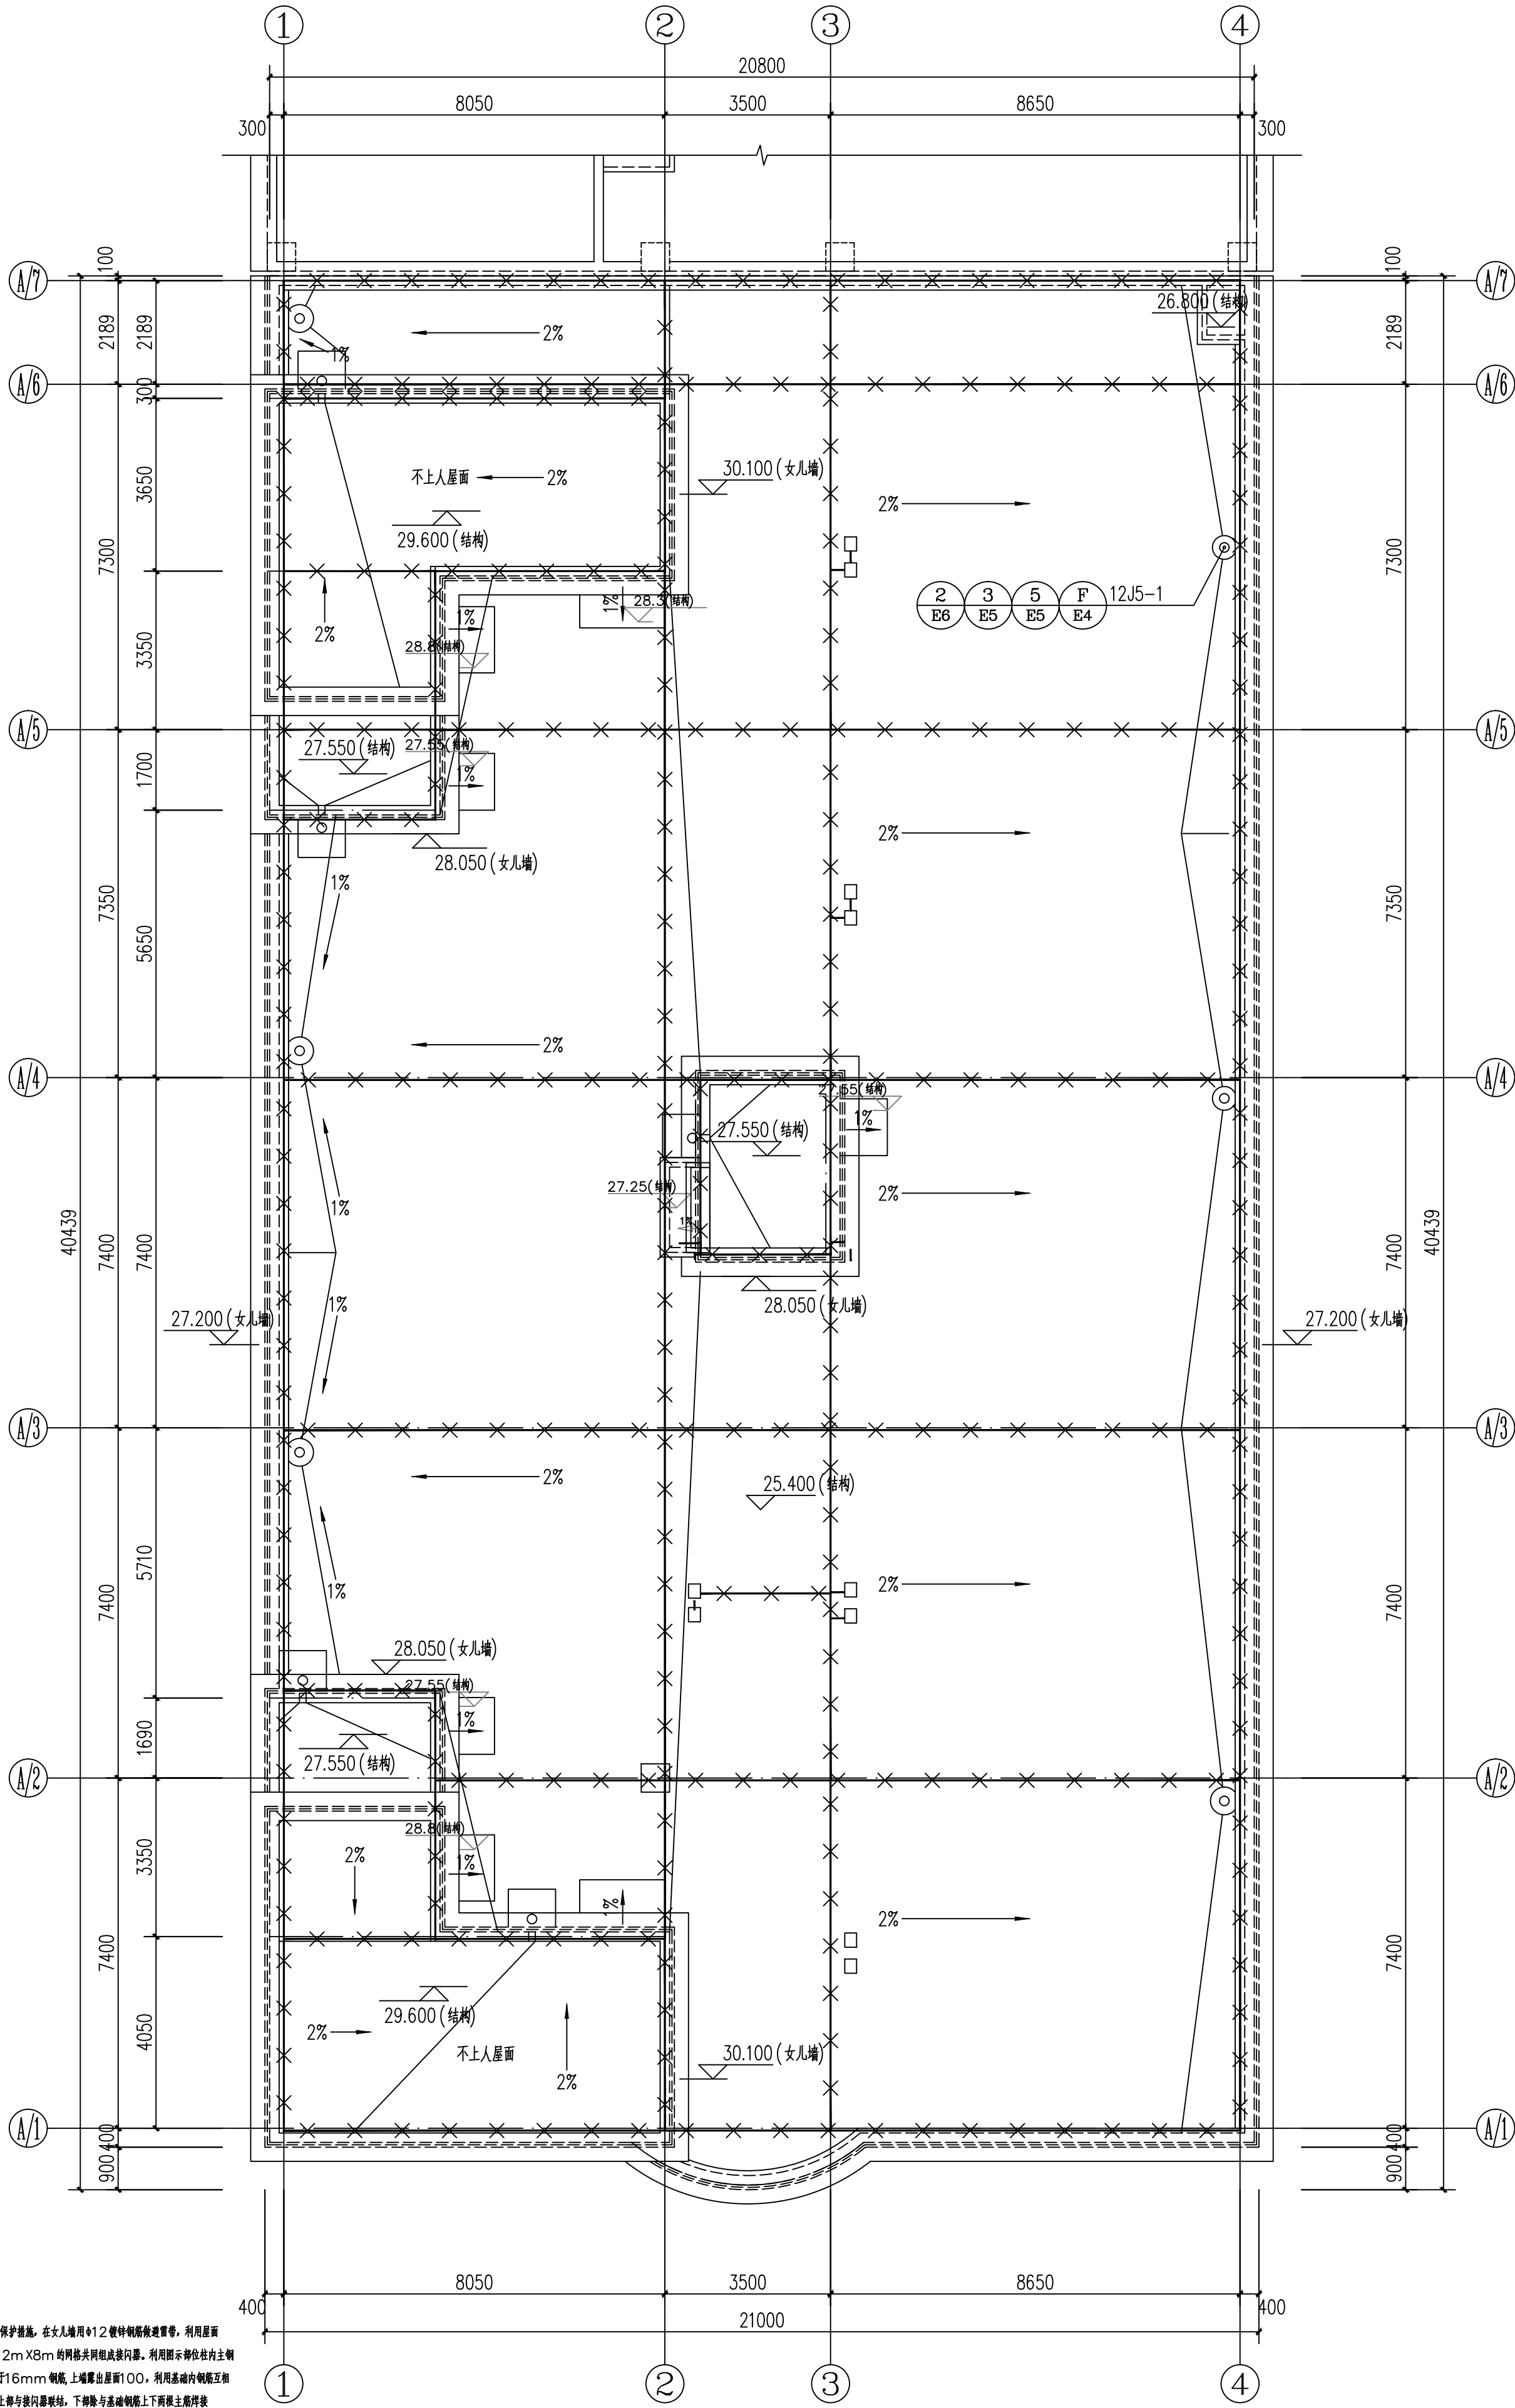 1 2 3 4
20800
8050 3500 8650
300 300
A/7 100 100 A/7
26.800(结构)
2189 2189 2% 2189
1%
A/6 300 A/6
3650 不上人屋面 2% 30.100(女儿墙) 2%
29.600(结构)
7300 7300
2 3 5 F 12J5-1
E6 E5 E5 E4
1% 28.3(结构)
3350 2% 1%
28.8(结构)
A/5 A/5
27.550(结构) 27.55(结构)
1700 1%
2%
28.050(女儿墙)
1%
7350 5650 7350
2%
A/4 A/4
27.55(结构)
27.550(结构) 1%
27.25(结构) 2%
1%
1%
40439 7400 7400 7400 40439
1% 28.050(女儿墙)
27.200(女儿墙) 27.200(女儿墙)
A/3 A/3
2% 25.400(结构)
5710
1% 2%
7400 7400
28.050(女儿墙)
27.55(结构)
1690 1%
27.550(结构)
A/2 A/2
28.8(结构)
3350 2% 1%
1% 2%
7400 7400
29.600(结构)
4050 2% 不上人屋面 30.100(女儿墙)
2%
A/1 A/1
400 400
900 900
8050 3500 8650
400 400
21000
保护措施，在女儿墙用φ12镀锌钢筋做避雷带，利用屋面
2mX8m的网格共同组成接闪器。利用图示部位柱内主钢
于16mm钢筋，上端露出屋面100，利用基础内钢筋互相
上部与接闪器联结，下部除与基础钢筋上下两根主筋焊接
1 2 3 4